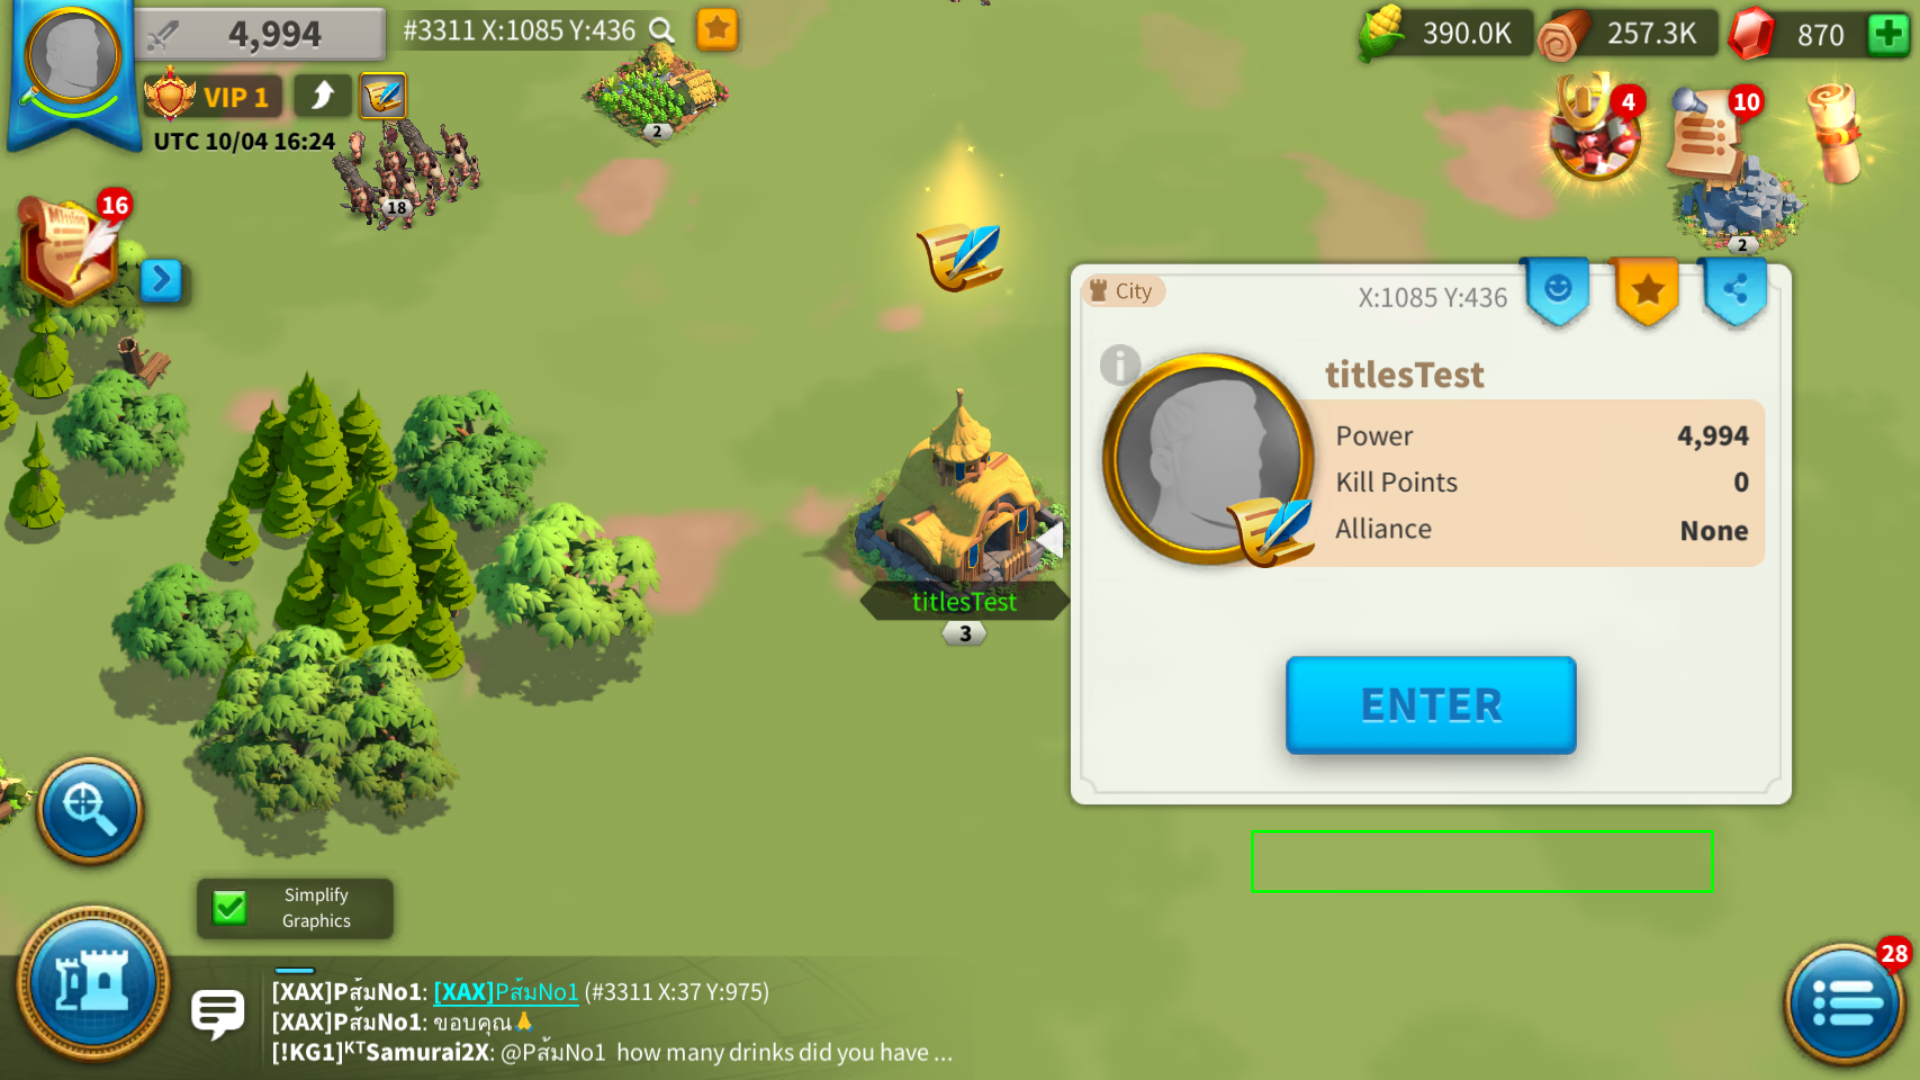 4,994
#3311 X:1085 Y:436
390.0K
257.3K
870
VIP 1
UTC 10/04 16:24
2
4
10
18
16
Mission
2
City
X:1085 Y:436
titlesTest
Power 4,994
Kill Points 0
Alliance None
ENTER
titlesTest
3
Simplify
Graphics
[XAX]Pส้มNo1: [XAX]Pส้มNo1 (#3311 X:37 Y:975)
[XAX]Pส้มNo1: ขอบคุณ🙏
[!KG1]ᴷᵀSamurai2X: @Pส้มNo1 how many drinks did you have ...
28